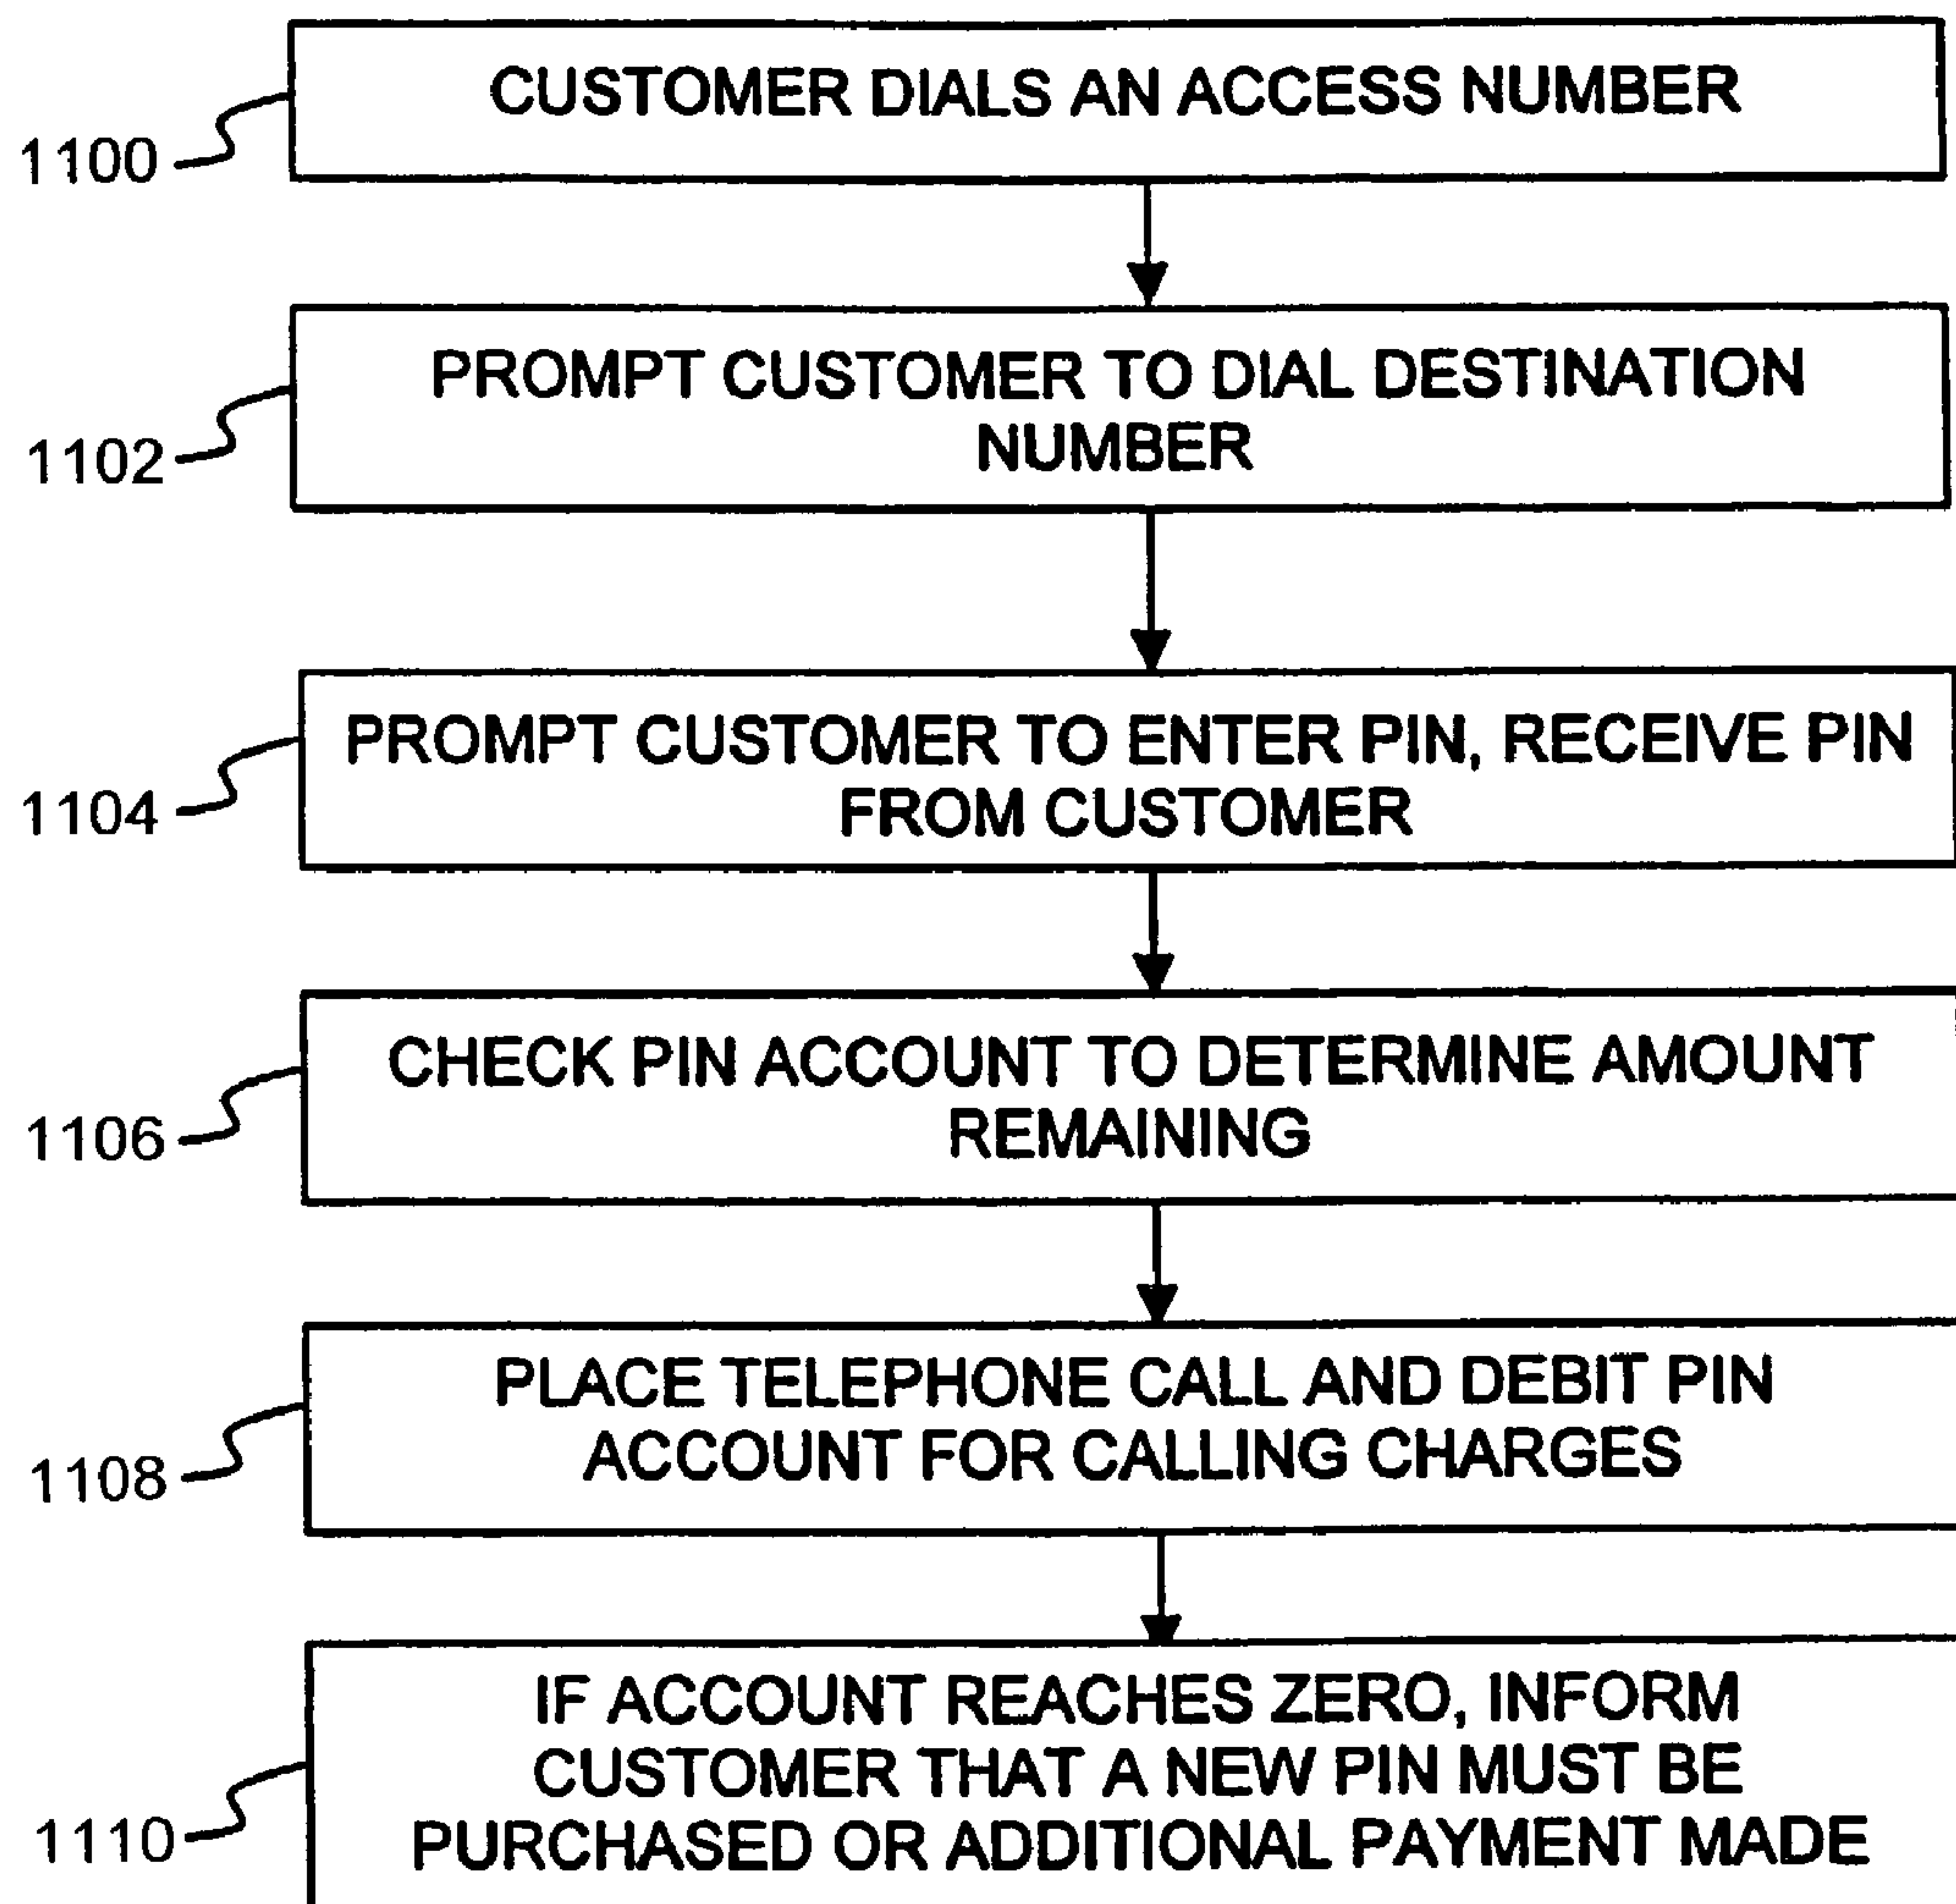 CUSTOMER DIALS AN ACCESS NUMBER
1100
PROMPT CUSTOMER TO DIAL DESTINATION
NUMBER
1102
PROMPT CUSTOMER TO ENTER PIN, RECEIVE PIN
FROM CUSTOMER
1104
CHECK PIN ACCOUNT TO DETERMINE AMOUNT
REMAINING
1106
PLACE TELEPHONE CALL AND DEBIT PIN
ACCOUNT FOR CALLING CHARGES
1108
IF ACCOUNT REACHES ZERO, INFORM
CUSTOMER THAT A NEW PIN MUST BE
PURCHASED OR ADDITIONAL PAYMENT MADE
1110